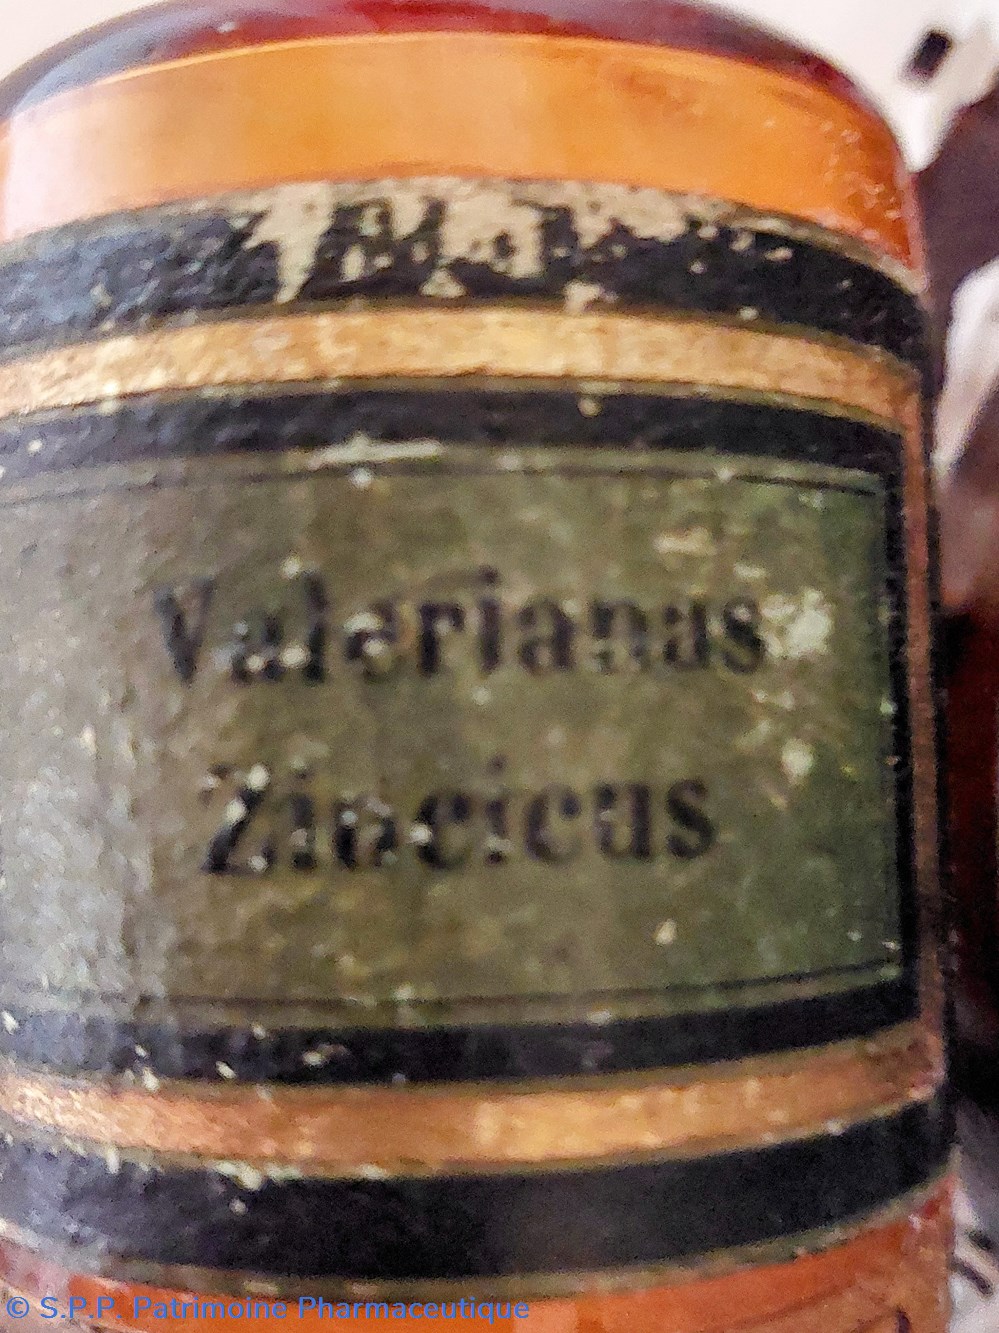 Valerianas
Zincicus
© S.P.P. Patrimoine Pharmaceutique